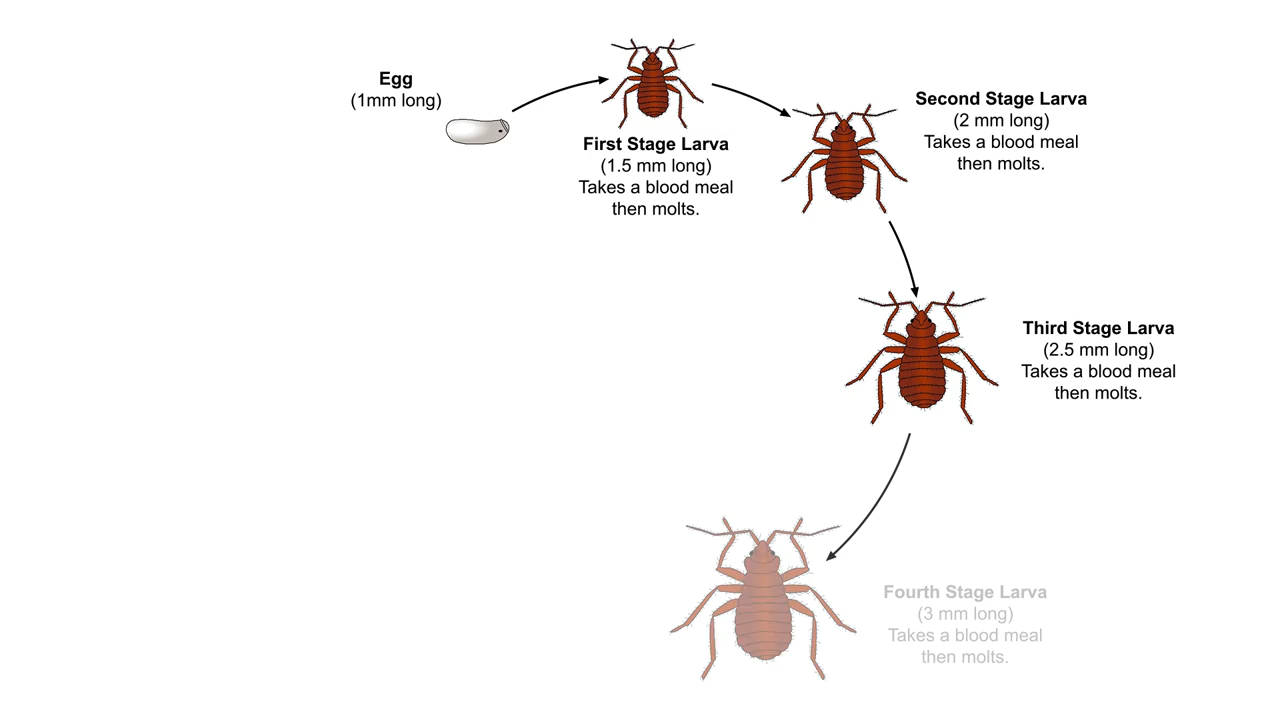 Egg
(1mm long)
First Stage Larva
(1.5 mm long)
Takes a blood meal
then molts.
Second Stage Larva
(2 mm long)
Takes a blood meal
then molts.
Third Stage Larva
(2.5 mm long)
Takes a blood meal
then molts.
Fourth Stage Larva
(3 mm long)
Takes a blood meal
then molts.